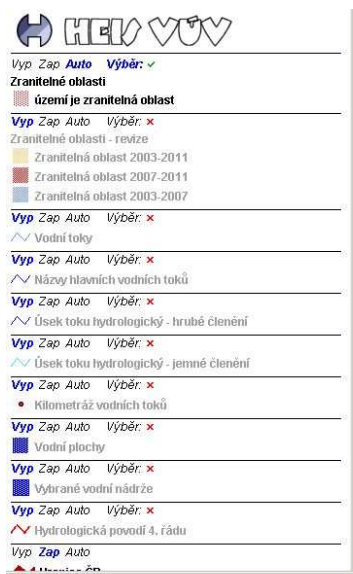 HEIS VÚV
Vyp Zap Auto Výběr: ✓
Zranitelné oblasti
území je zranitelná oblast
Vyp Zap Auto Výběr: ×
Zranitelné oblasti - revize
Zranitelná oblast 2003-2011
Zranitelná oblast 2007-2011
Zranitelná oblast 2003-2007
Vyp Zap Auto Výběr: ×
Vodní toky
Vyp Zap Auto Výběr: ×
Názvy hlavních vodních toků
Vyp Zap Auto Výběr: ×
Úsek toku hydrologický - hrubé členění
Vyp Zap Auto Výběr: ×
Úsek toku hydrologický - jemné členění
Vyp Zap Auto Výběr: ×
Kilometráž vodních toků
Vyp Zap Auto Výběr: ×
Vodní plochy
Vyp Zap Auto Výběr: ×
Vybrané vodní nádrže
Vyp Zap Auto Výběr: ×
Hydrologická povodí 4. řádu
Vyp Zap Auto